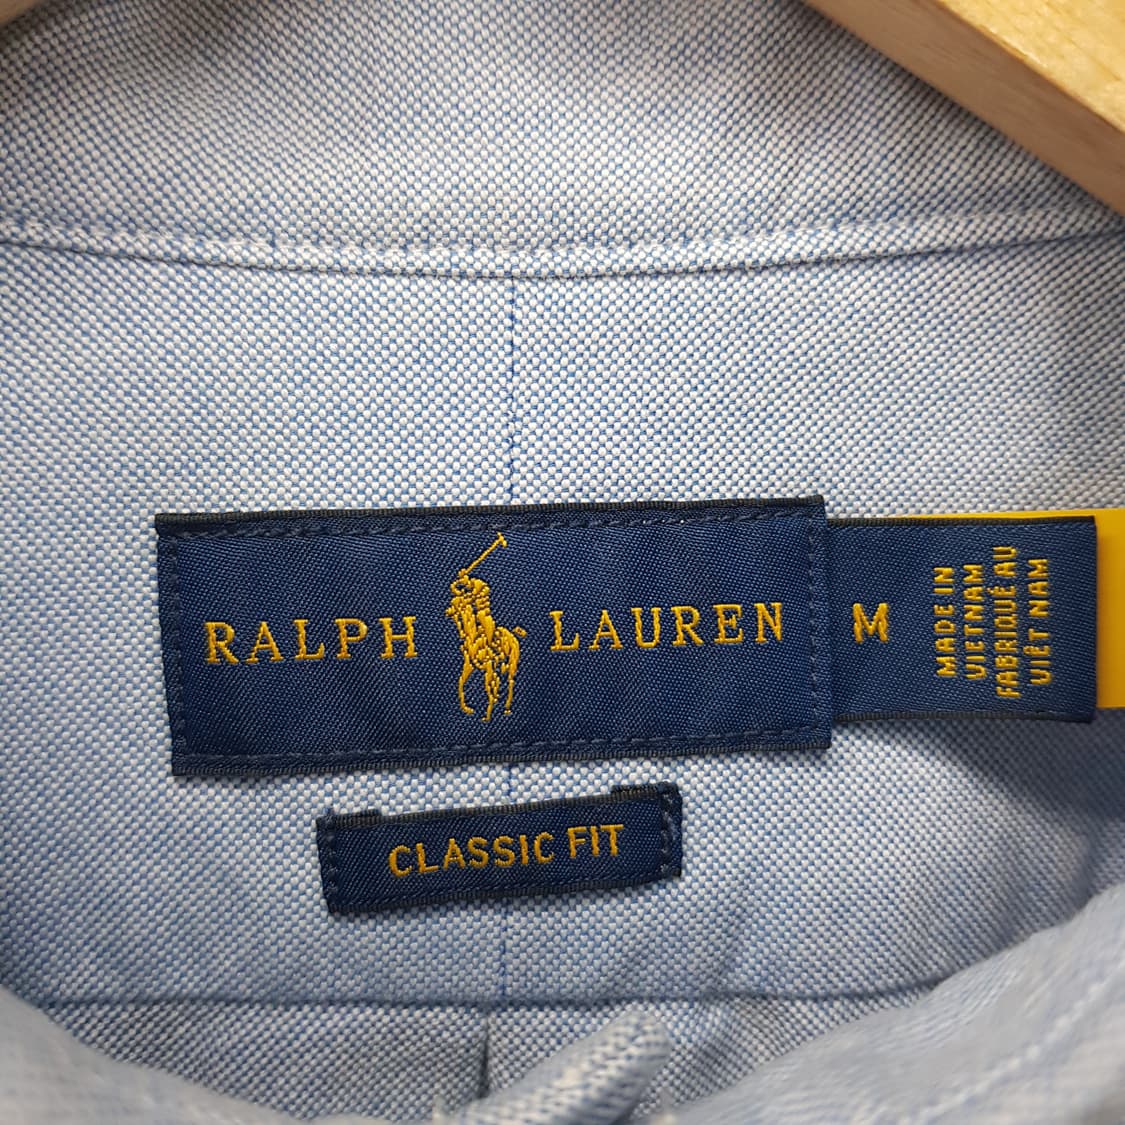 RALPH LAUREN
M
MADE IN
VIETNAM
FABRIQUÉ AU
VIÊT NAM
CLASSIC FIT